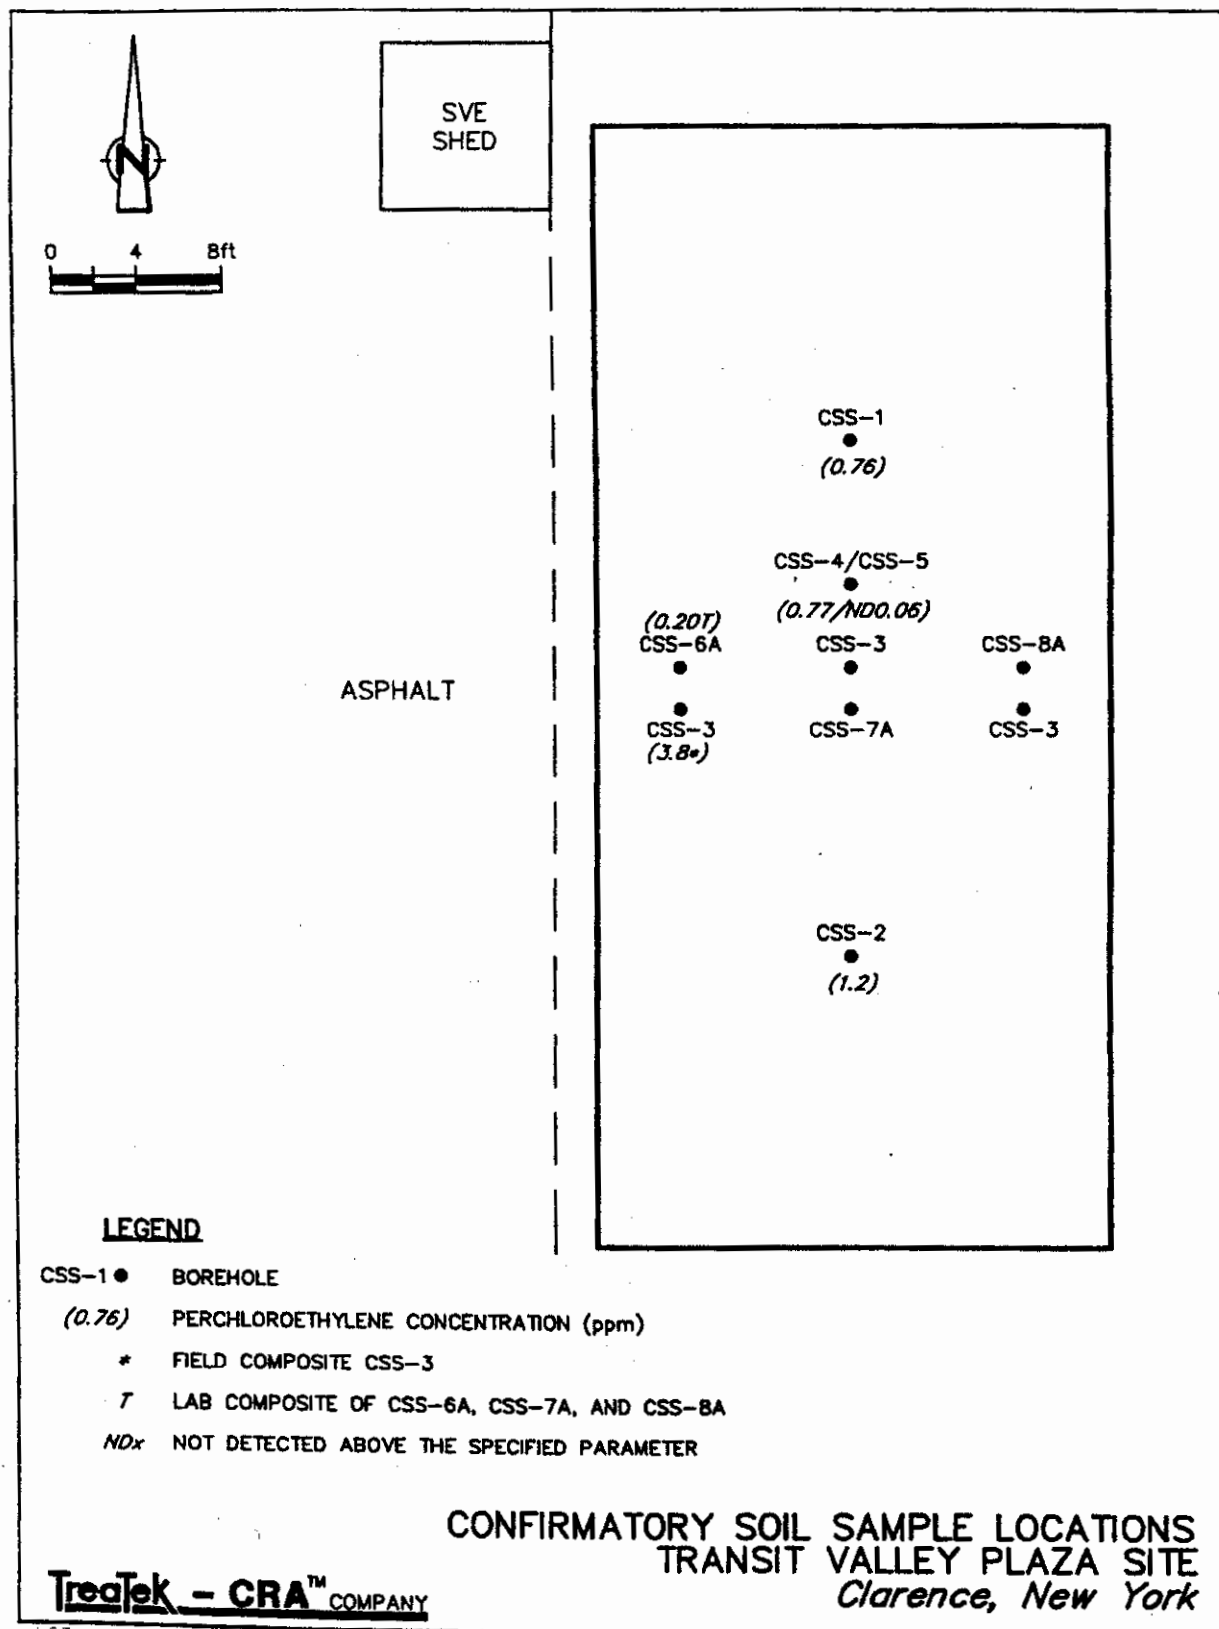 SVE
SHED
N
0 4 8ft
CSS-1
(0.76)
CSS-4/CSS-5
(0.77/ND0.06)
(0.20T)
CSS-6A CSS-3 CSS-8A
ASPHALT
CSS-3 CSS-7A CSS-3
(3.8*)
CSS-2
(1.2)
LEGEND
CSS-1 ● BOREHOLE
(0.76) PERCHLOROETHYLENE CONCENTRATION (ppm)
* FIELD COMPOSITE CSS-3
T LAB COMPOSITE OF CSS-6A, CSS-7A, AND CSS-8A
NDx NOT DETECTED ABOVE THE SPECIFIED PARAMETER
CONFIRMATORY SOIL SAMPLE LOCATIONS
TRANSIT VALLEY PLAZA SITE
Clarence, New York
TreaTek - CRA™ COMPANY